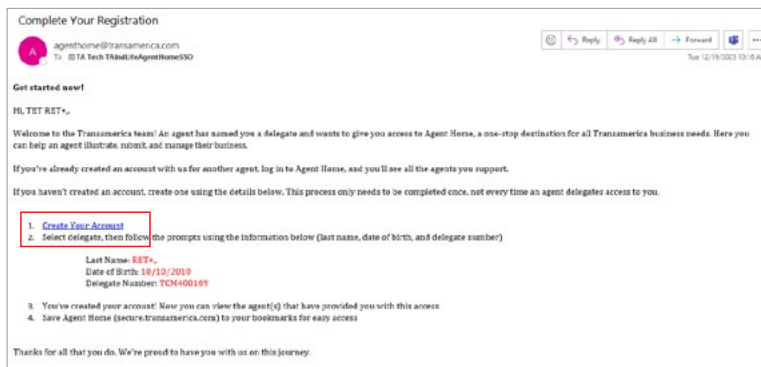 Complete Your Registration
agenthome@transamerica.com
A
To TA Tech TAIndLifeAgentHomeSSO
Reply Reply All Forward
Tue 12/19/2023 10:16 A
Get started now!
Hi, TET RET+,.
Welcome to the Transamerica team! An agent has named you a delegate and wants to give you access to Agent Home, a one-stop destination for all Transamerica business needs. Here you
can help an agent illustrate, submit, and manage their business.
If you're already created an account with us for another agent, log in to Agent Home, and you'll see all the agents you support.
If you haven't created an account, create one using the details below. This process only needs to be completed once, not every time an agent delegates access to you.
1. Create Your Account
2. Select delegate, then follow the prompts using the information below (last name, date of birth, and delegate number)
Last Name: RET+,.
Date of Birth: 10/10/2010
Delegate Number: TCM400109
3. You've created your account! Now you can view the agent(s) that have provided you with this access
4. Save Agent Home (secure.transamerica.com) to your bookmarks for easy access
Thanks for all that you do. We're proud to have you with us on this journey.